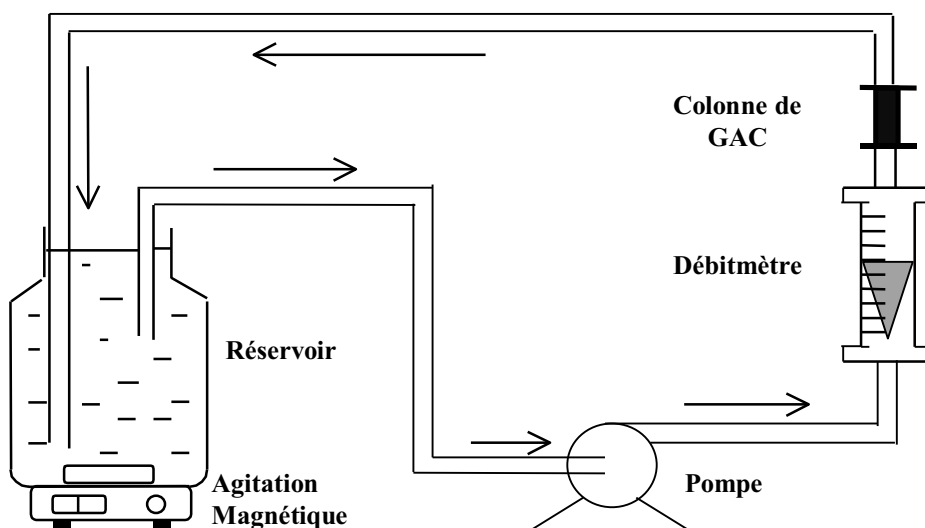 Colonne de
GAC
Débitmètre
Réservoir
Agitation
Magnétique
Pompe